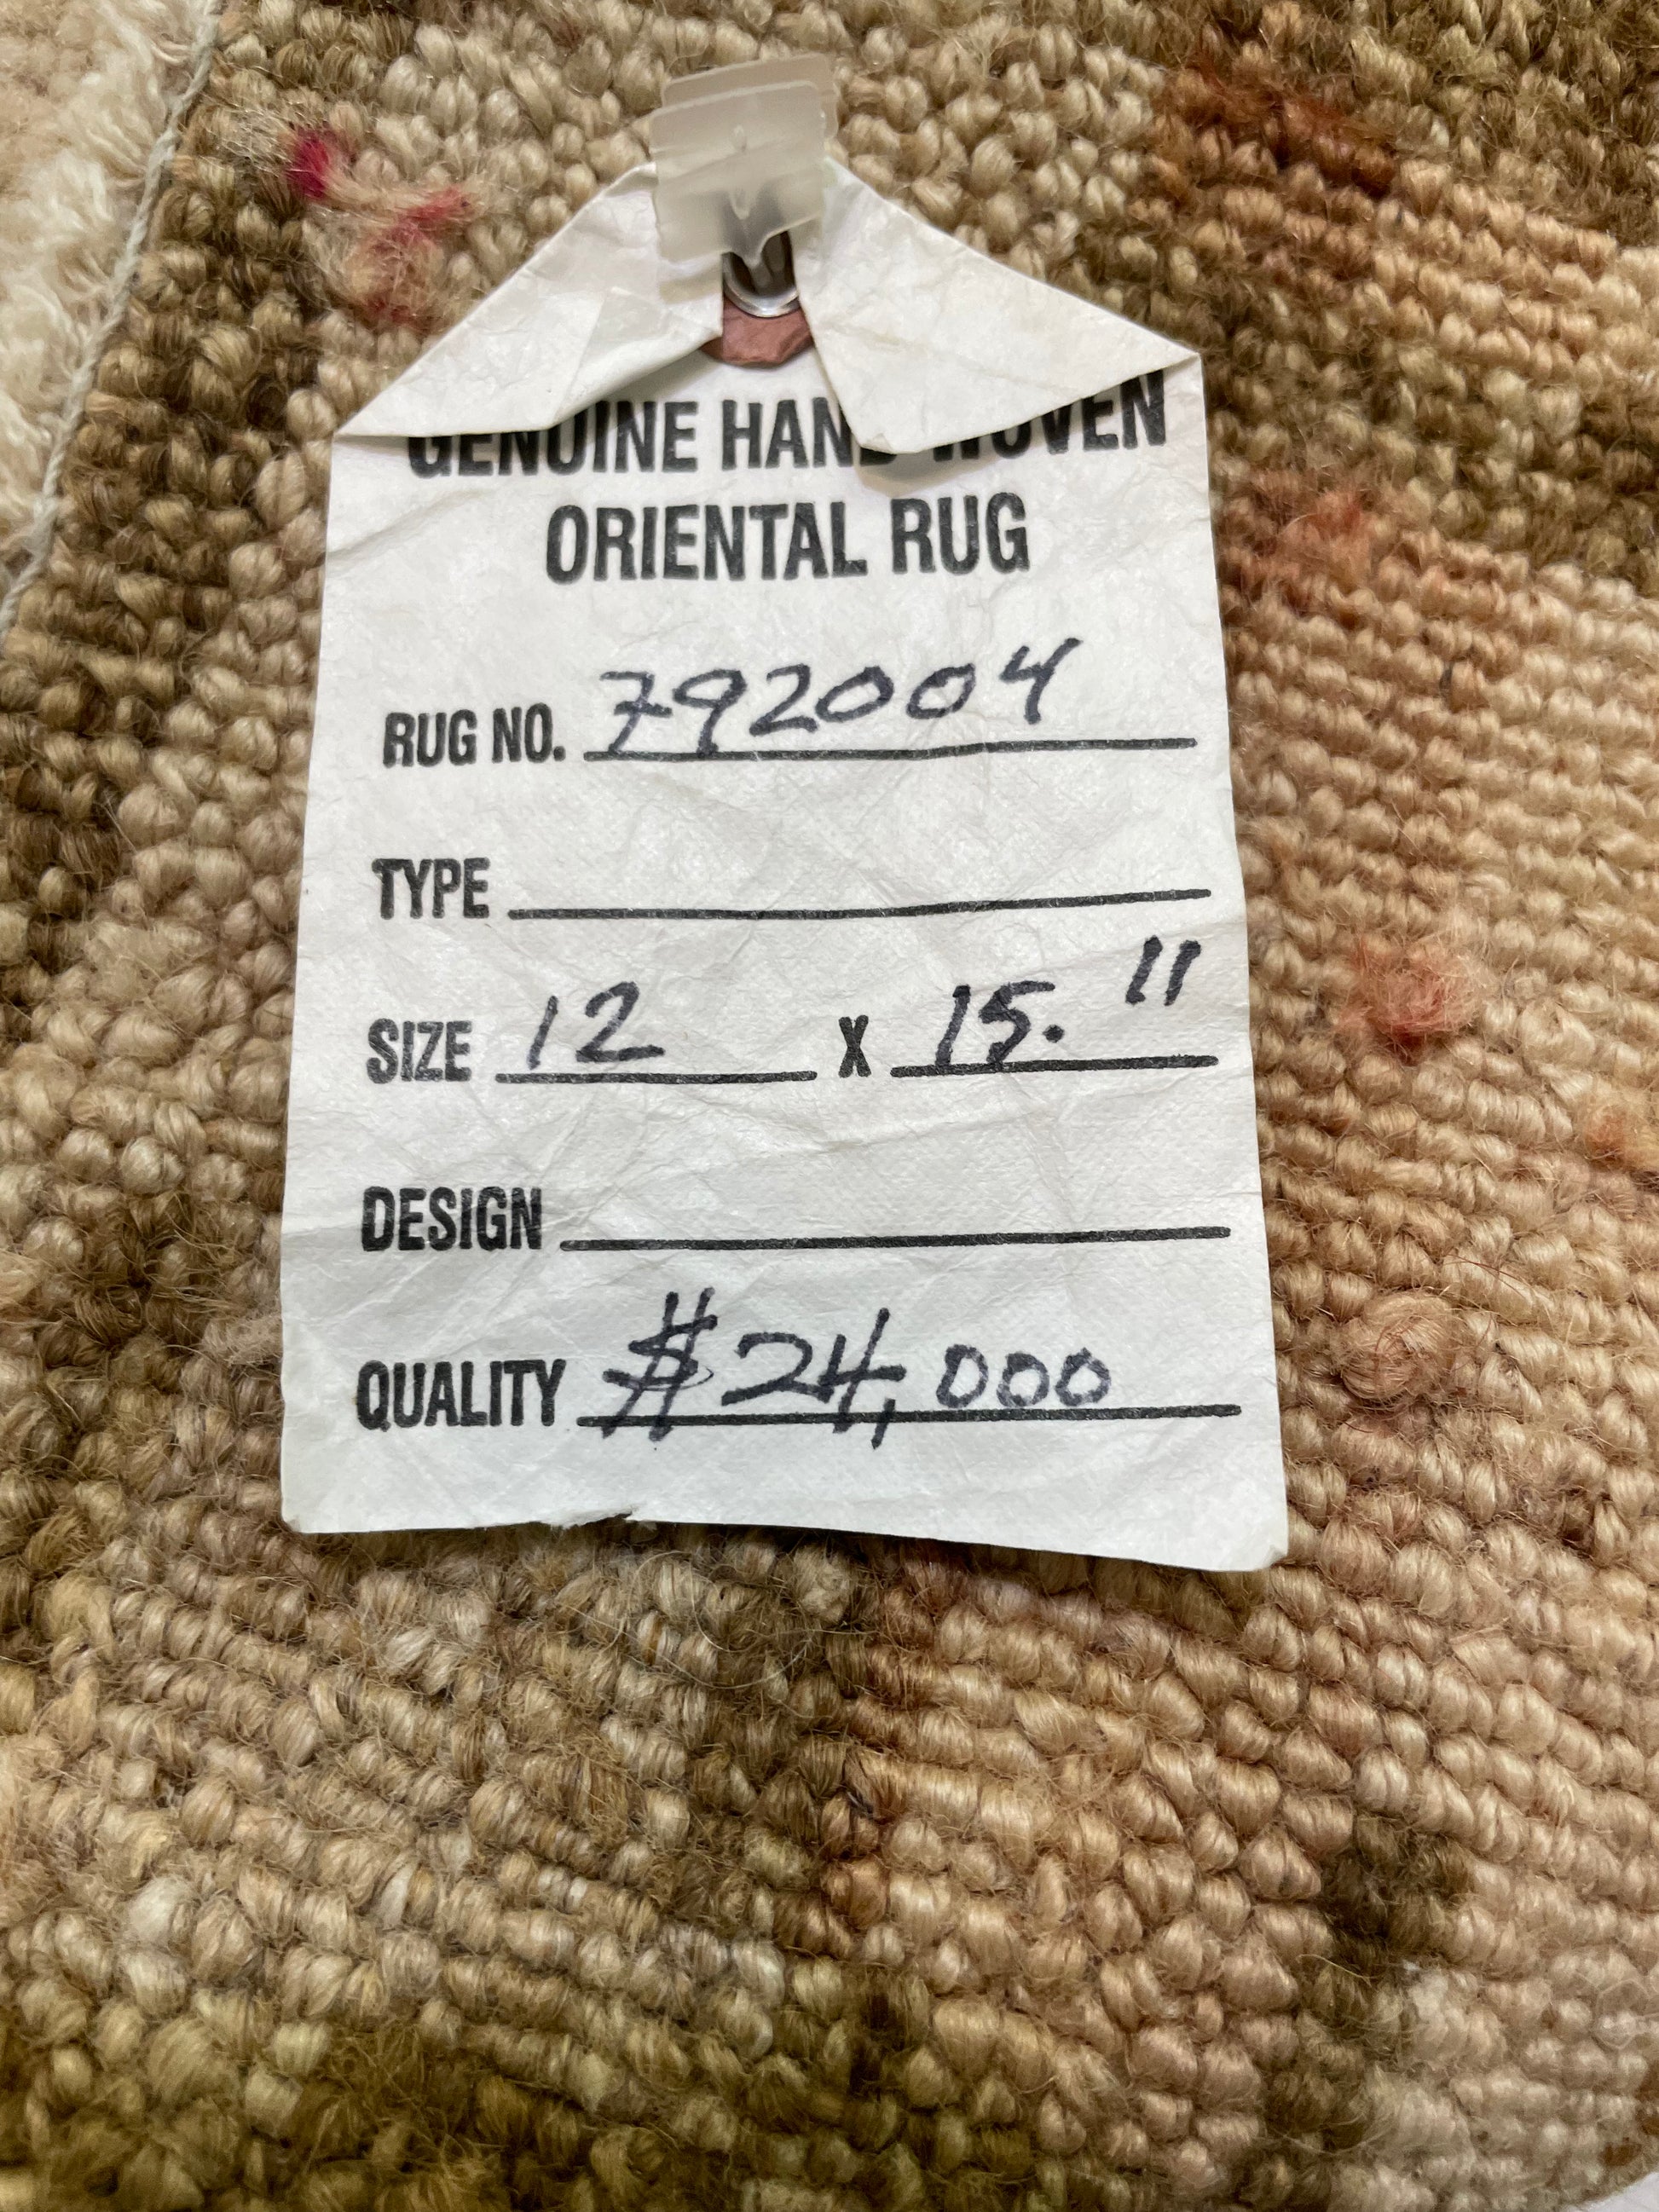 GENUINE HAND WOVEN
ORIENTAL RUG
RUG NO. 792004
TYPE
SIZE 12 X 15. 11
DESIGN
QUALITY $24,000